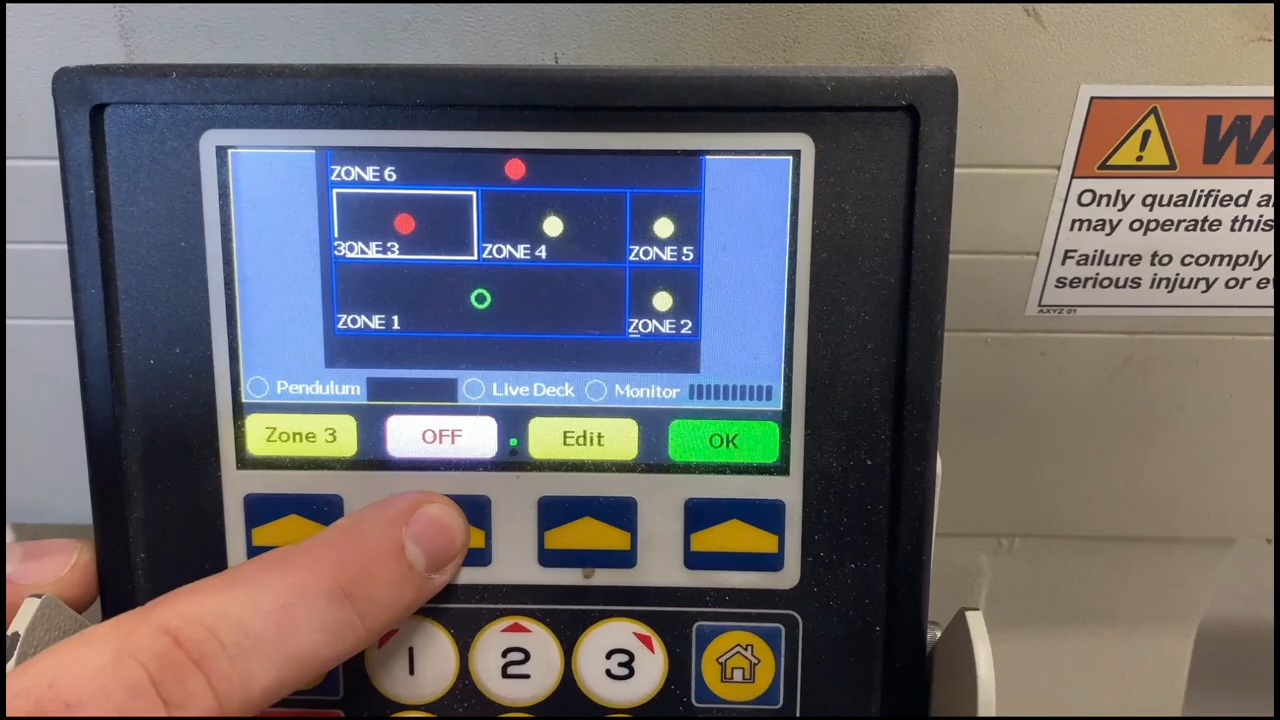 ZONE 6
3ONE 3
ZONE 4
ZONE 5
ZONE 1
ZONE 2
Pendulum
Live Deck
Monitor
Zone 3
OFF
Edit
OK
1
2
3
Only qualified
may operate this
Failure to comply
serious injury or
AXYZ 01